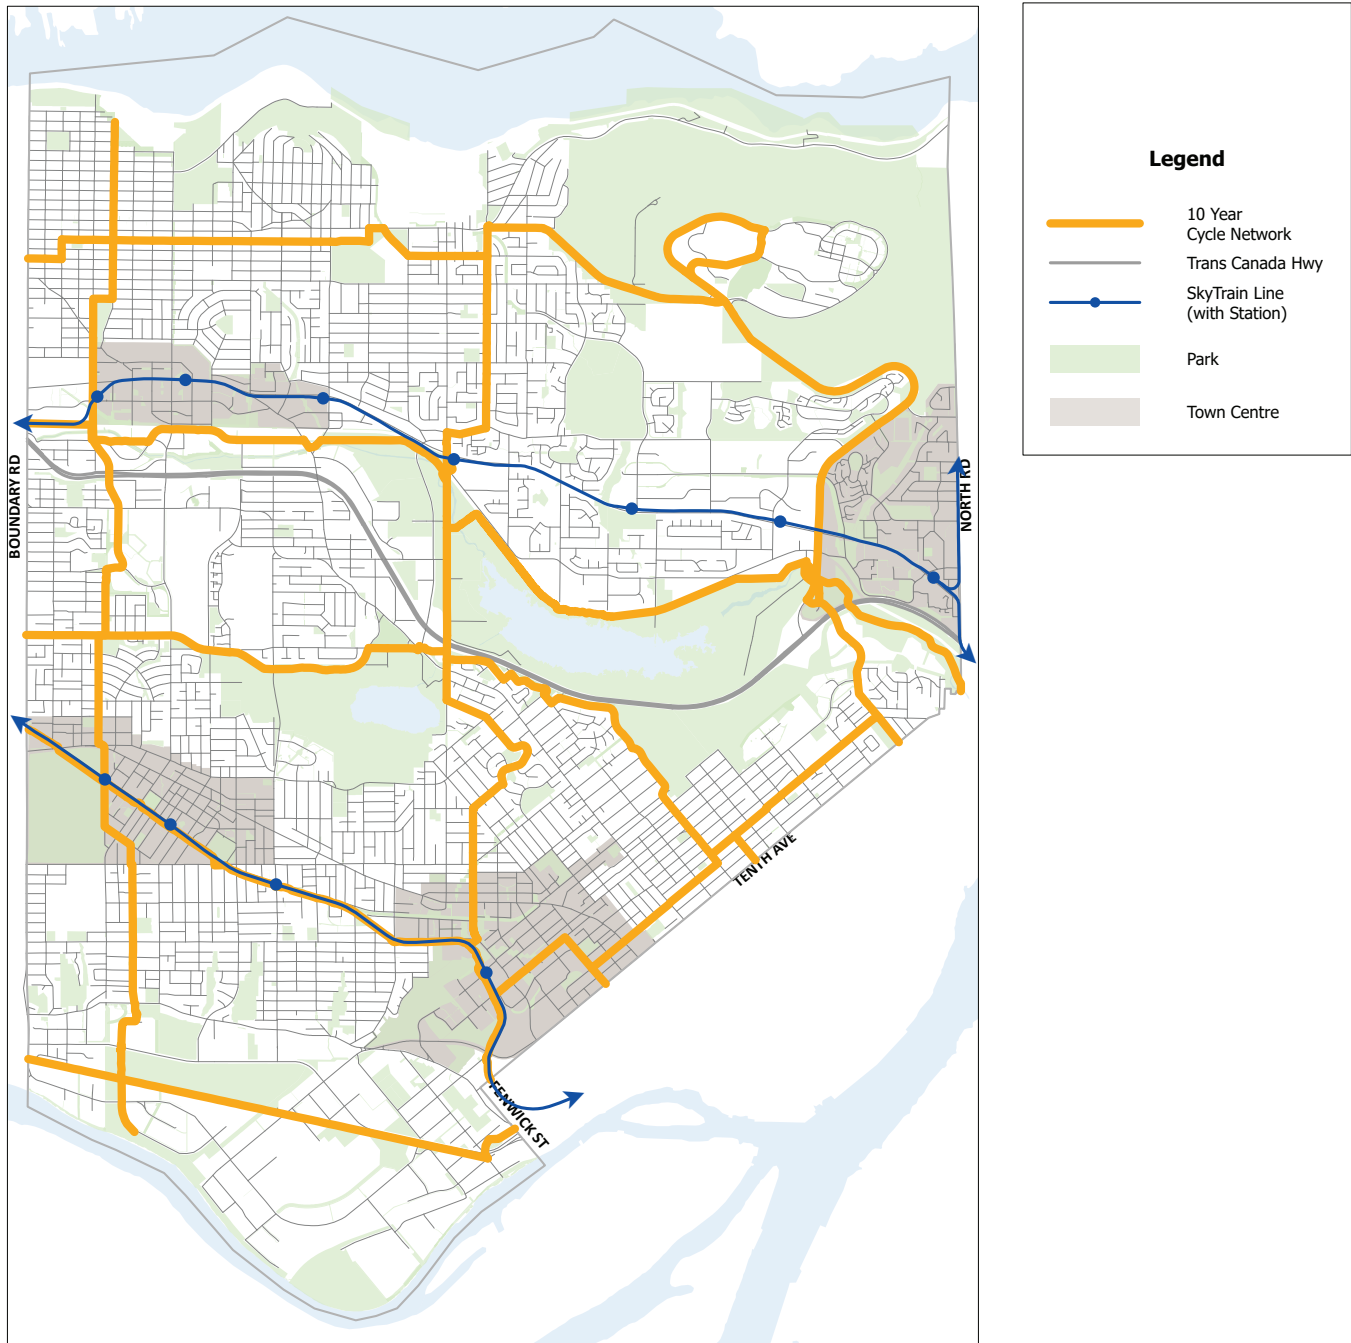 Legend
10 Year
Cycle Network
Trans Canada Hwy
SkyTrain Line
(with Station)
Park
Town Centre
BOUNDARY RD
NORTH RD
TENTH AVE
FENWICK ST